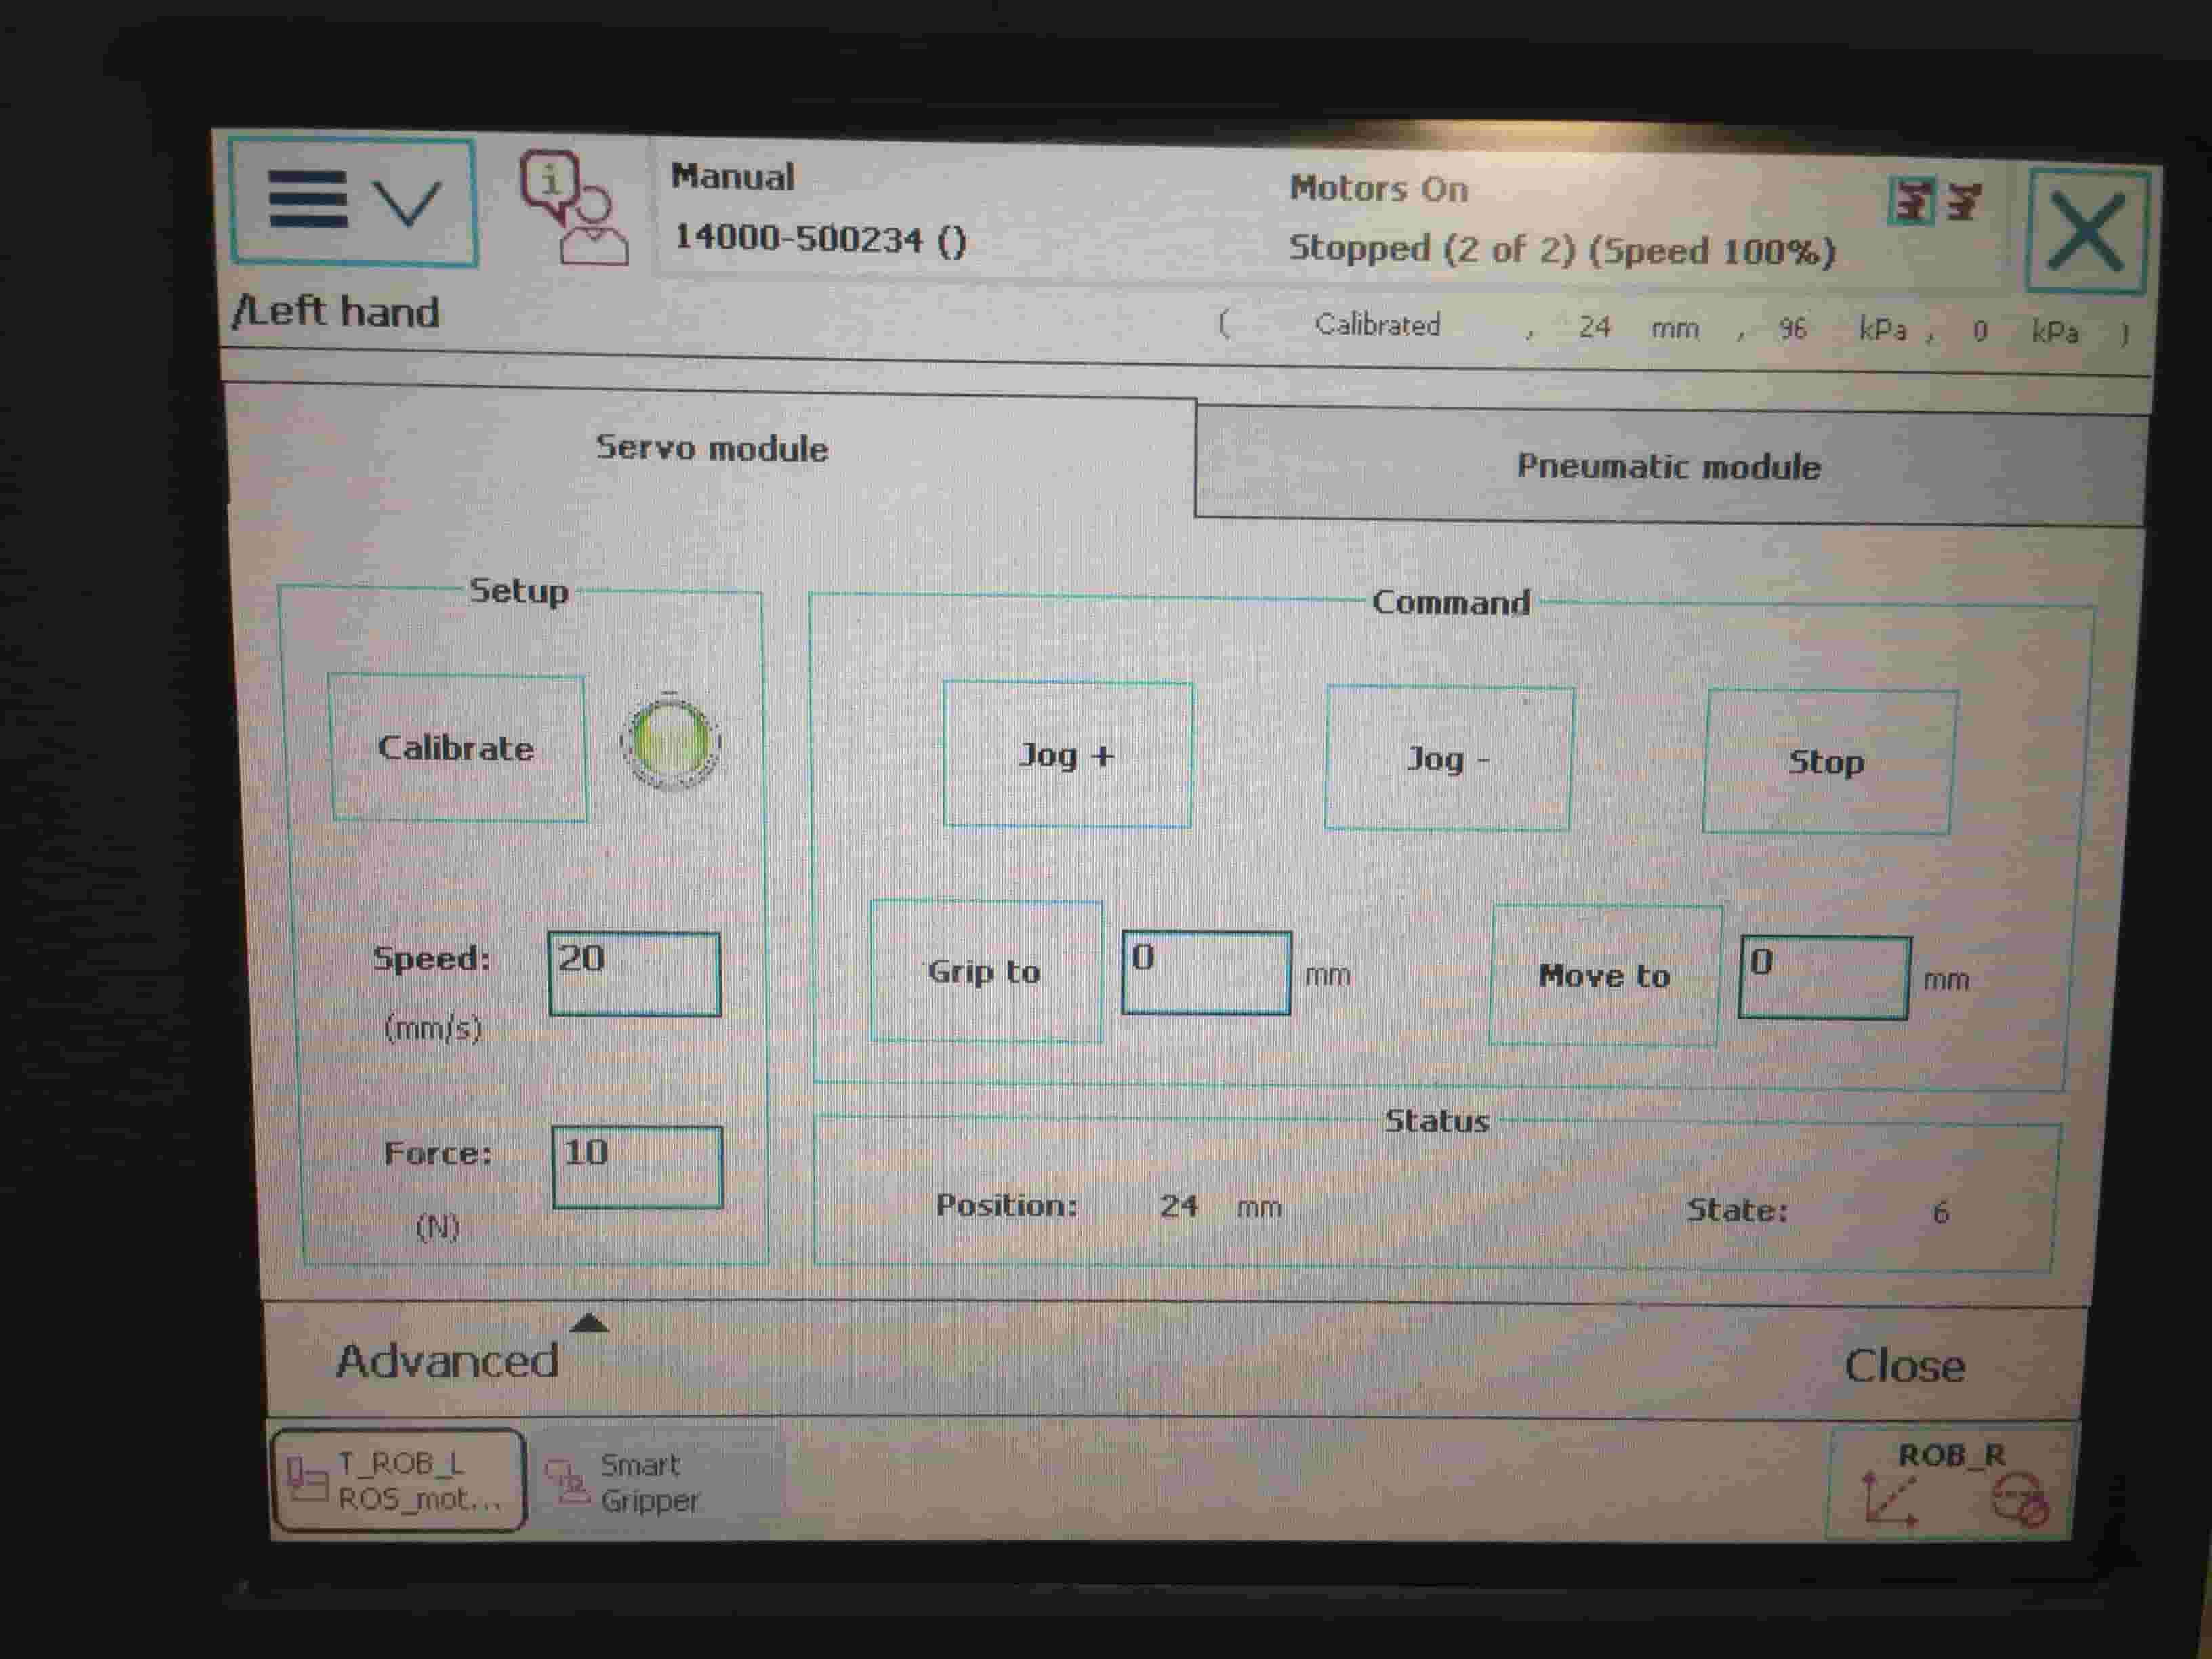 Manual
Motors On
14000-500234 ()
Stopped (2 of 2) (Speed 100%)
/Left hand
( Calibrated , 24 mm , 96 kPa , 0 kPa )
Servo module
Pneumatic module
Setup
Command
Calibrate
Jog +
Jog -
Stop
Speed: 20
(mm/s)
Grip to 0 mm
Move to 0 mm
Force: 10
(N)
Status
Position: 24 mm
State: 6
Advanced
Close
T_ROB_L
ROS_mot...
Smart
Gripper
ROB_R